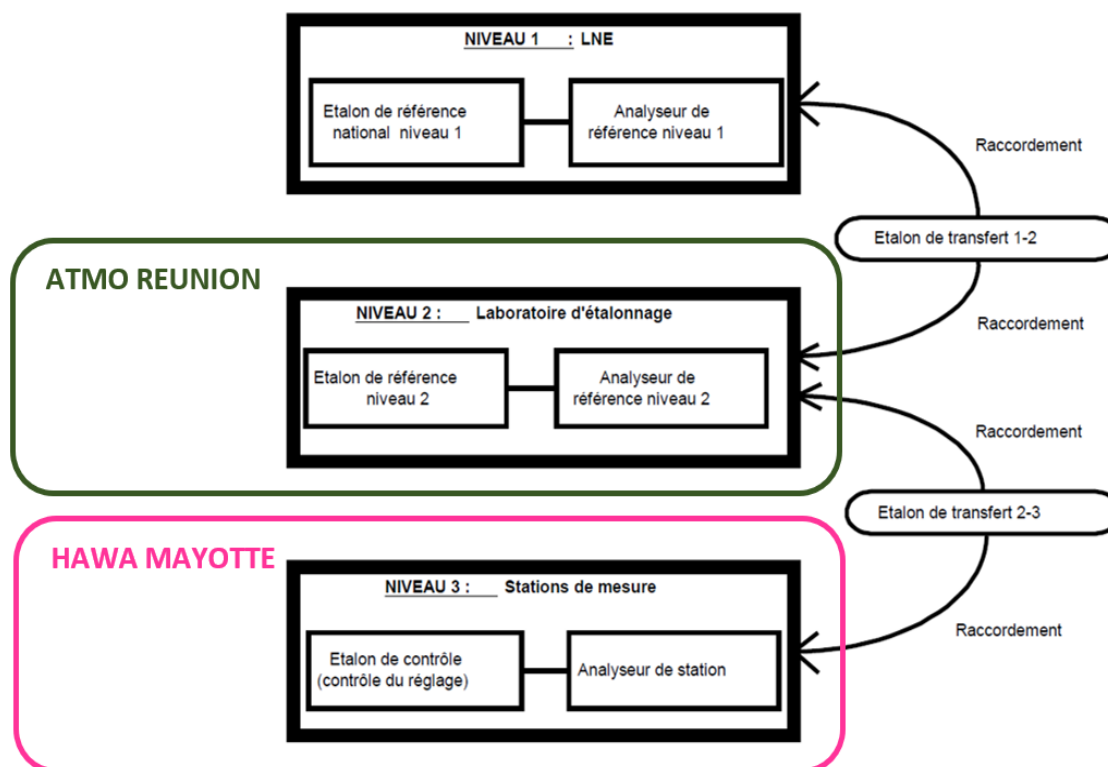 NIVEAU 1 : LNE
Etalon de référence
national niveau 1
Analyseur de
référence niveau 1
Raccordement
Etalon de transfert 1-2
ATMO REUNION
NIVEAU 2 : Laboratoire d'étalonnage
Raccordement
Etalon de référence
niveau 2
Analyseur de
référence niveau 2
Raccordement
Etalon de transfert 2-3
HAWA MAYOTTE
NIVEAU 3 : Stations de mesure
Raccordement
Etalon de contrôle
(contrôle du réglage)
Analyseur de station